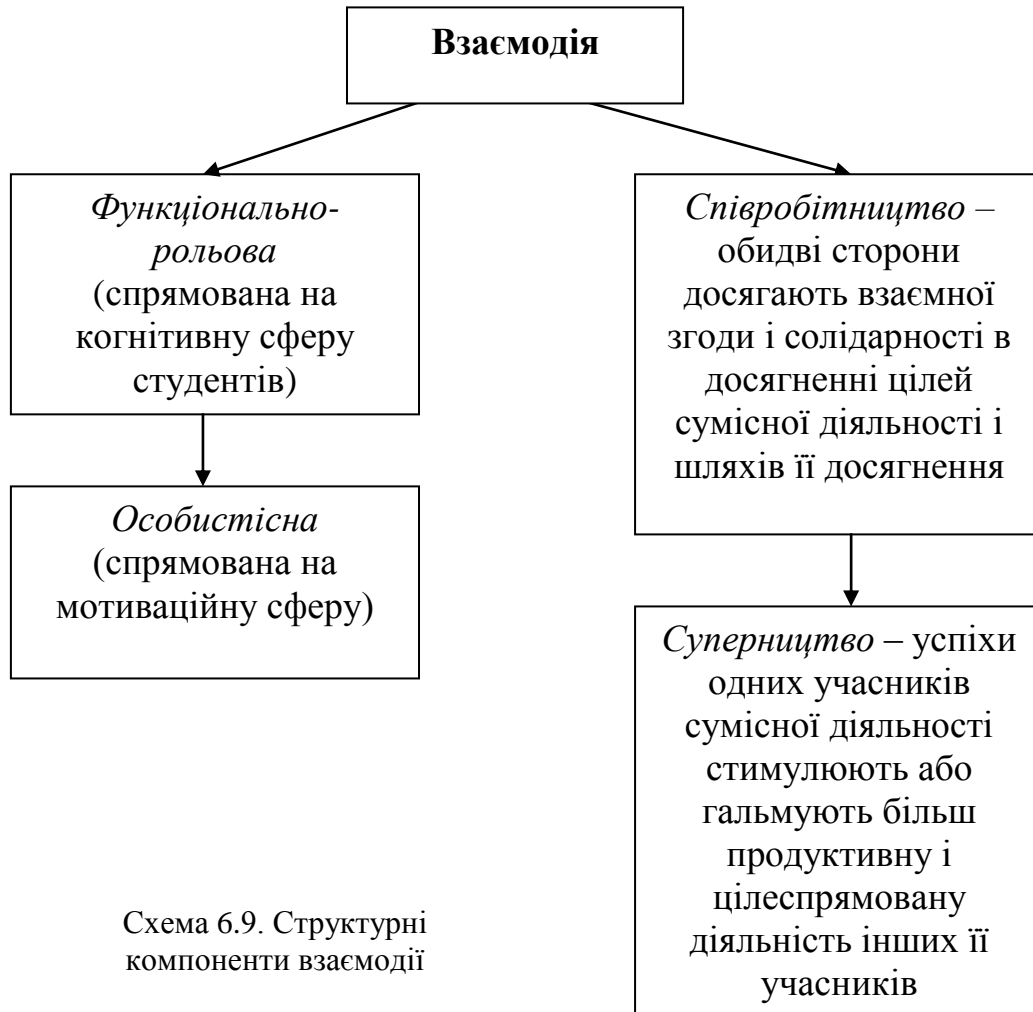 Взаємодія
Функціонально-
рольова
(спрямована на
когнітивну сферу
студентів)
Особистісна
(спрямована на
мотиваційну сферу)
Співробітництво –
обидві сторони
досягають взаємної
згоди і солідарності в
досягненні цілей
сумісної діяльності і
шляхів її досягнення
Суперництво – успіхи
одних учасників
сумісної діяльності
стимулюють або
гальмують більш
продуктивну і
цілеспрямовану
діяльність інших її
учасників
Схема 6.9. Структурні
компоненти взаємодії